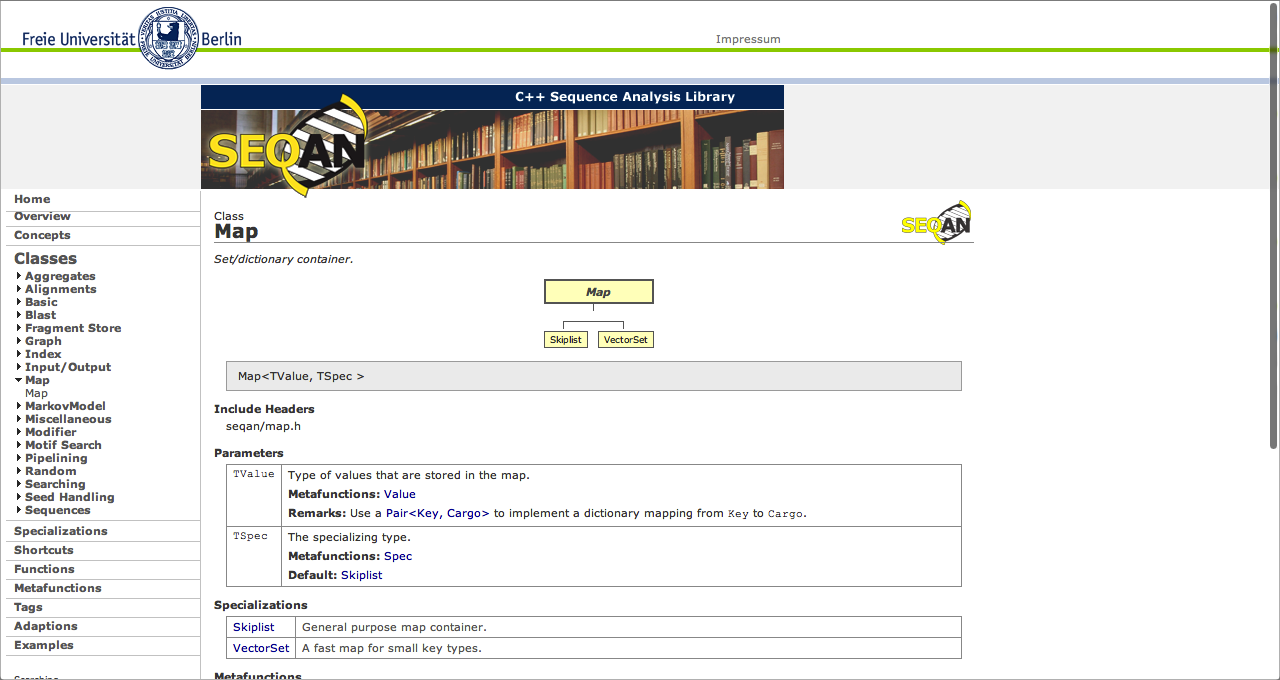 Freie Universität Berlin
Impressum
C++ Sequence Analysis Library
SEQAN
Home
Overview
Concepts
Classes
Aggregates
Alignments
Basic
Blast
Fragment Store
Graph
Index
Input/Output
Map
Map
MarkovModel
Miscellaneous
Modifier
Motif Search
Pipelining
Random
Searching
Seed Handling
Sequences
Specializations
Shortcuts
Functions
Metafunctions
Tags
Adaptions
Examples
Searching
Class
Map
SEQAN
Set/dictionary container.
Map
Skiplist VectorSet
Map<TValue, TSpec >
Include Headers
seqan/map.h
Parameters
TValue Type of values that are stored in the map.
Metafunctions: Value
Remarks: Use a Pair<Key, Cargo> to implement a dictionary mapping from Key to Cargo.
TSpec The specializing type.
Metafunctions: Spec
Default: Skiplist
Specializations
Skiplist General purpose map container.
VectorSet A fast map for small key types.
Metafunctions